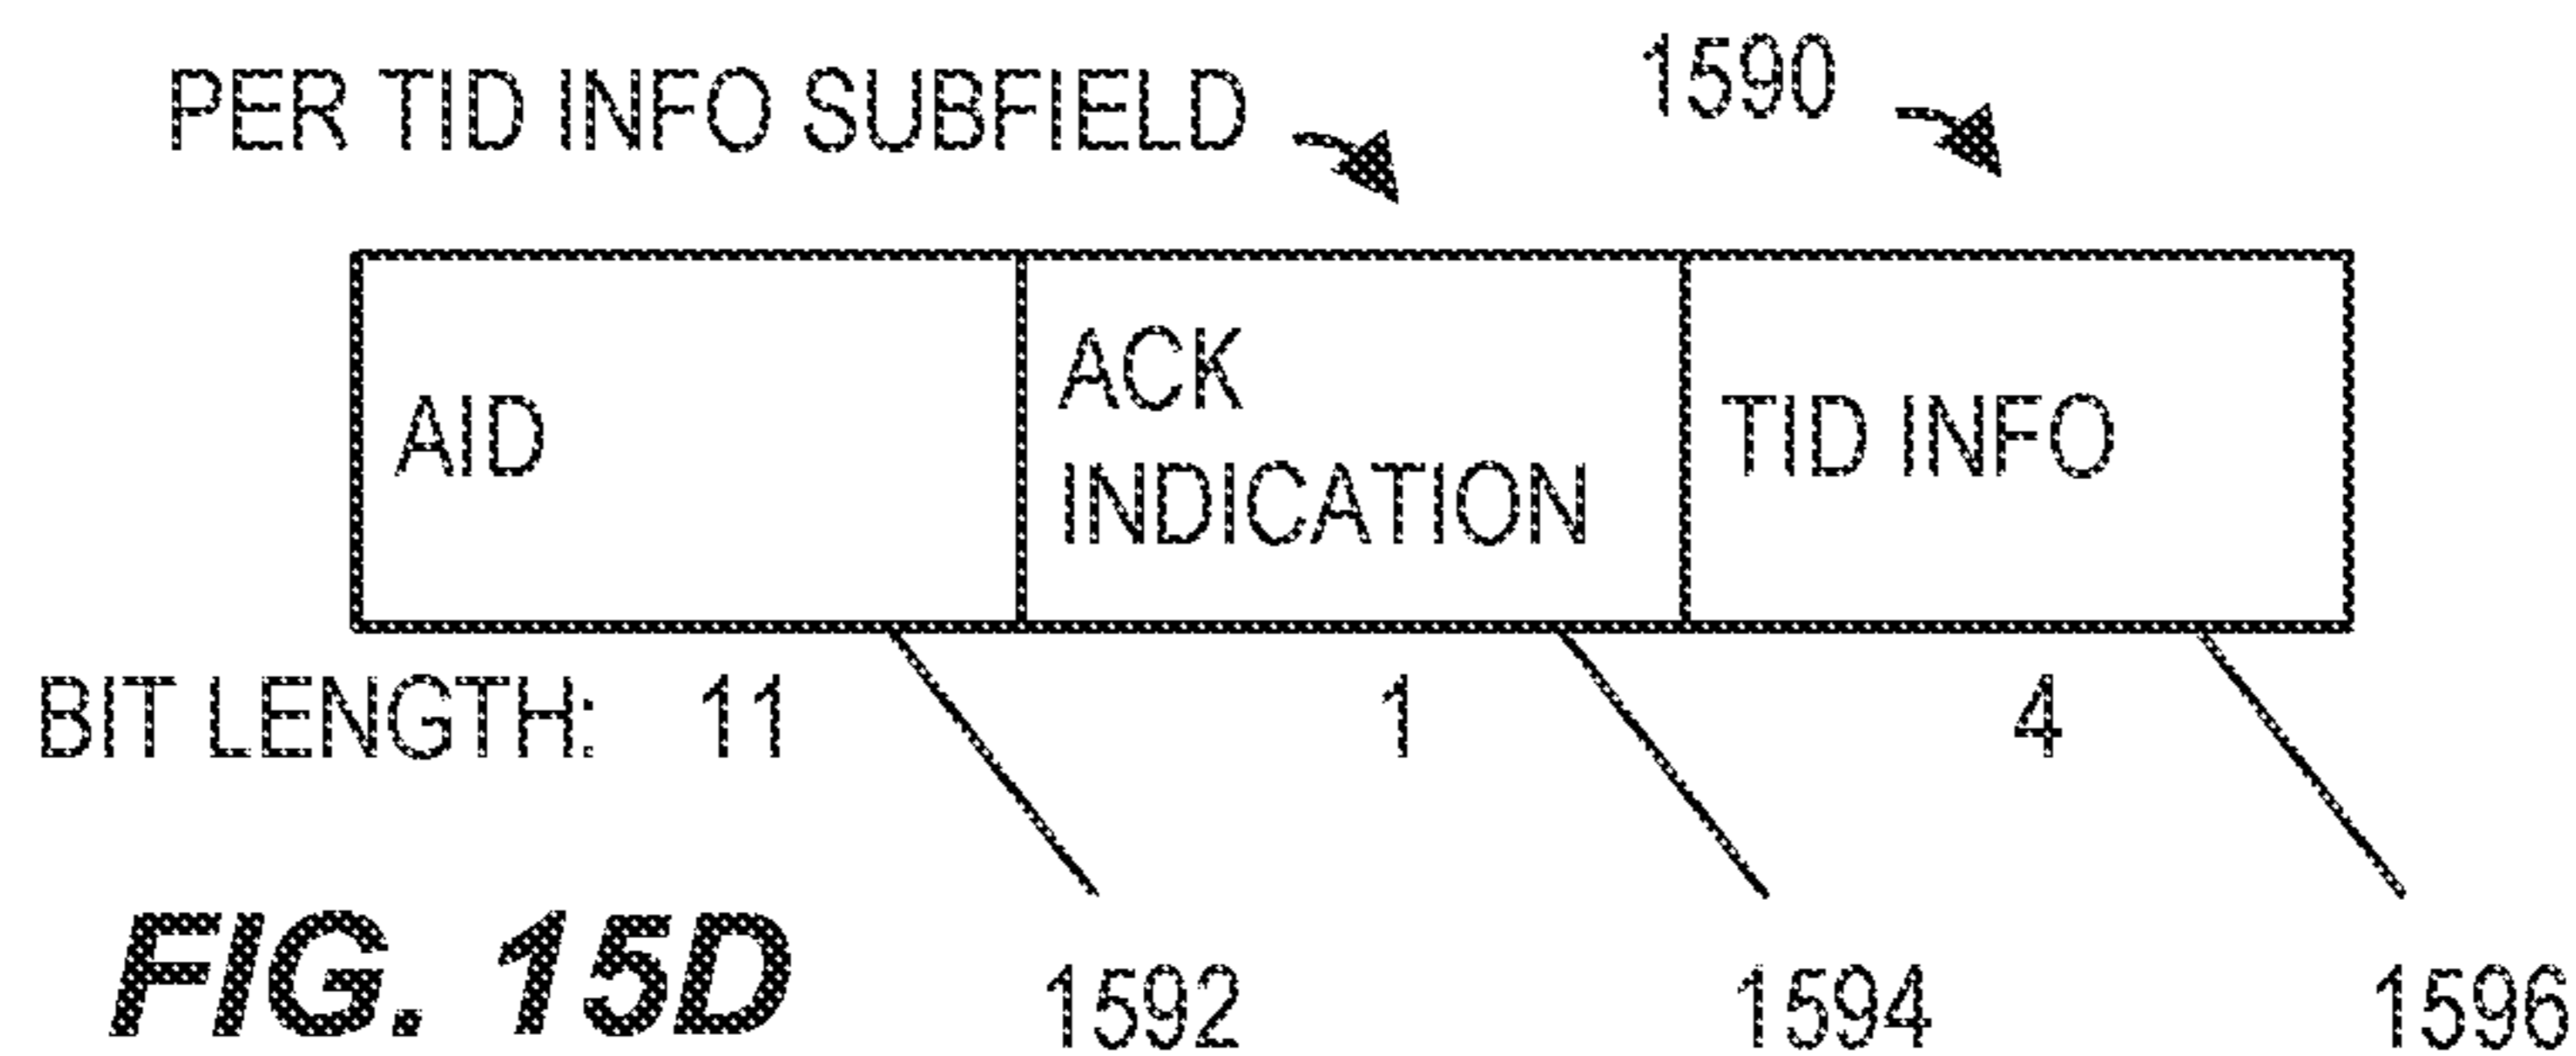 PER TID INFO SUBFIELD 1590
AID
ACK
INDICATION
TID INFO
BIT LENGTH: 11 1 4
FIG. 15D
1592 1594 1596